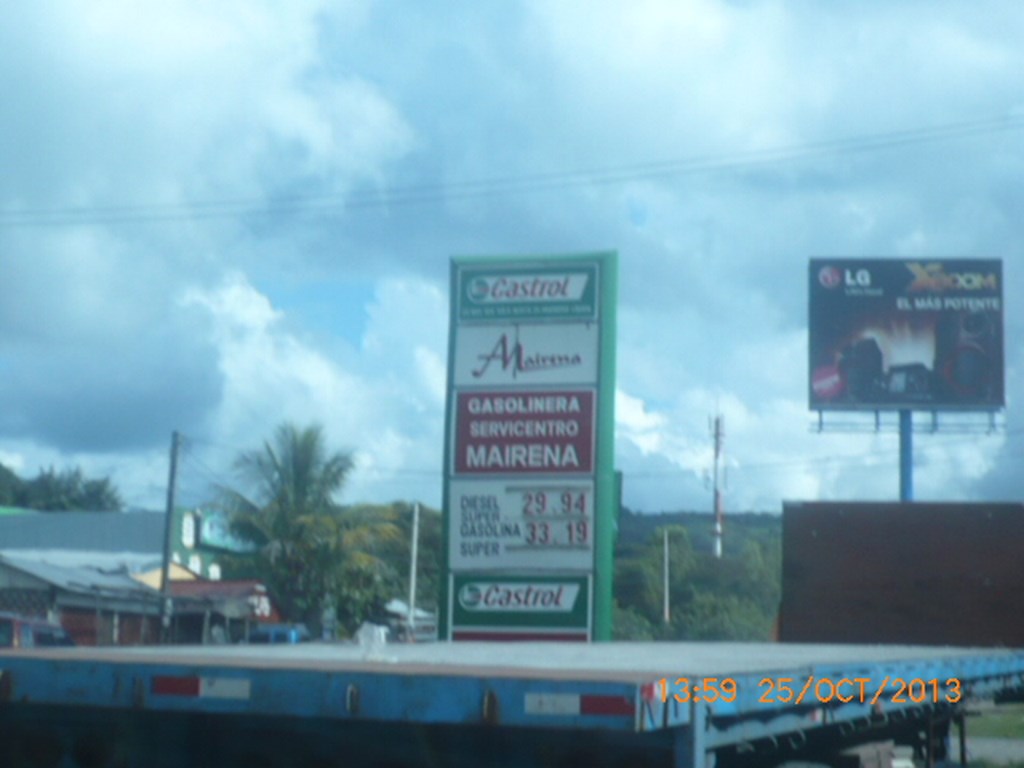 Castrol
Mairena
GASOLINERA
SERVICENTRO
MAIRENA
DIESEL 29.94
SUPER
GASOLINA 33.19
SUPER
Castrol
LG
XBOOM
EL MÁS POTENTE
13:59 25/OCT/2013